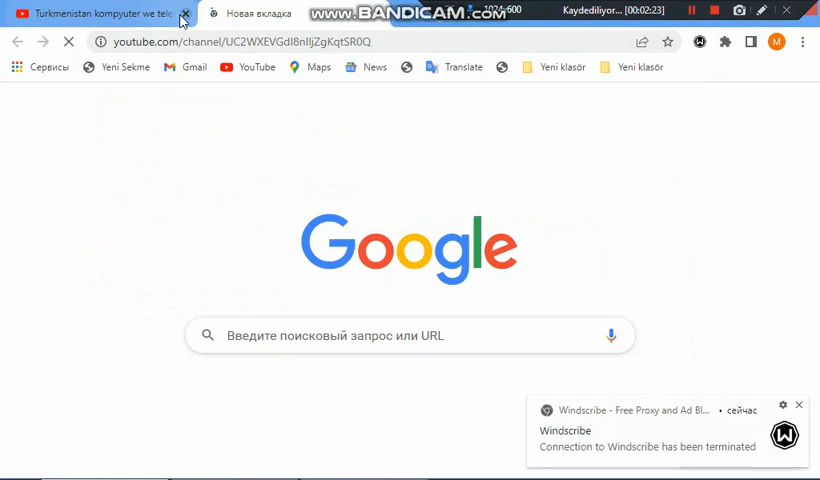 Turkmenistan kompyuter we tele
Новая вкладка
www.BANDICAM.com
1024x600
Kaydediliyor... [00:02:23]
youtube.com/channel/UC2WXEVGdI8nIljZgKqtSR0Q
M
Сервисы
Yeni Sekme
Gmail
YouTube
Maps
News
Translate
Yeni klasör
Yeni klasör
Google
Введите поисковый запрос или URL
Windscribe - Free Proxy and Ad Bl... • сейчас
Windscribe
Connection to Windscribe has been terminated